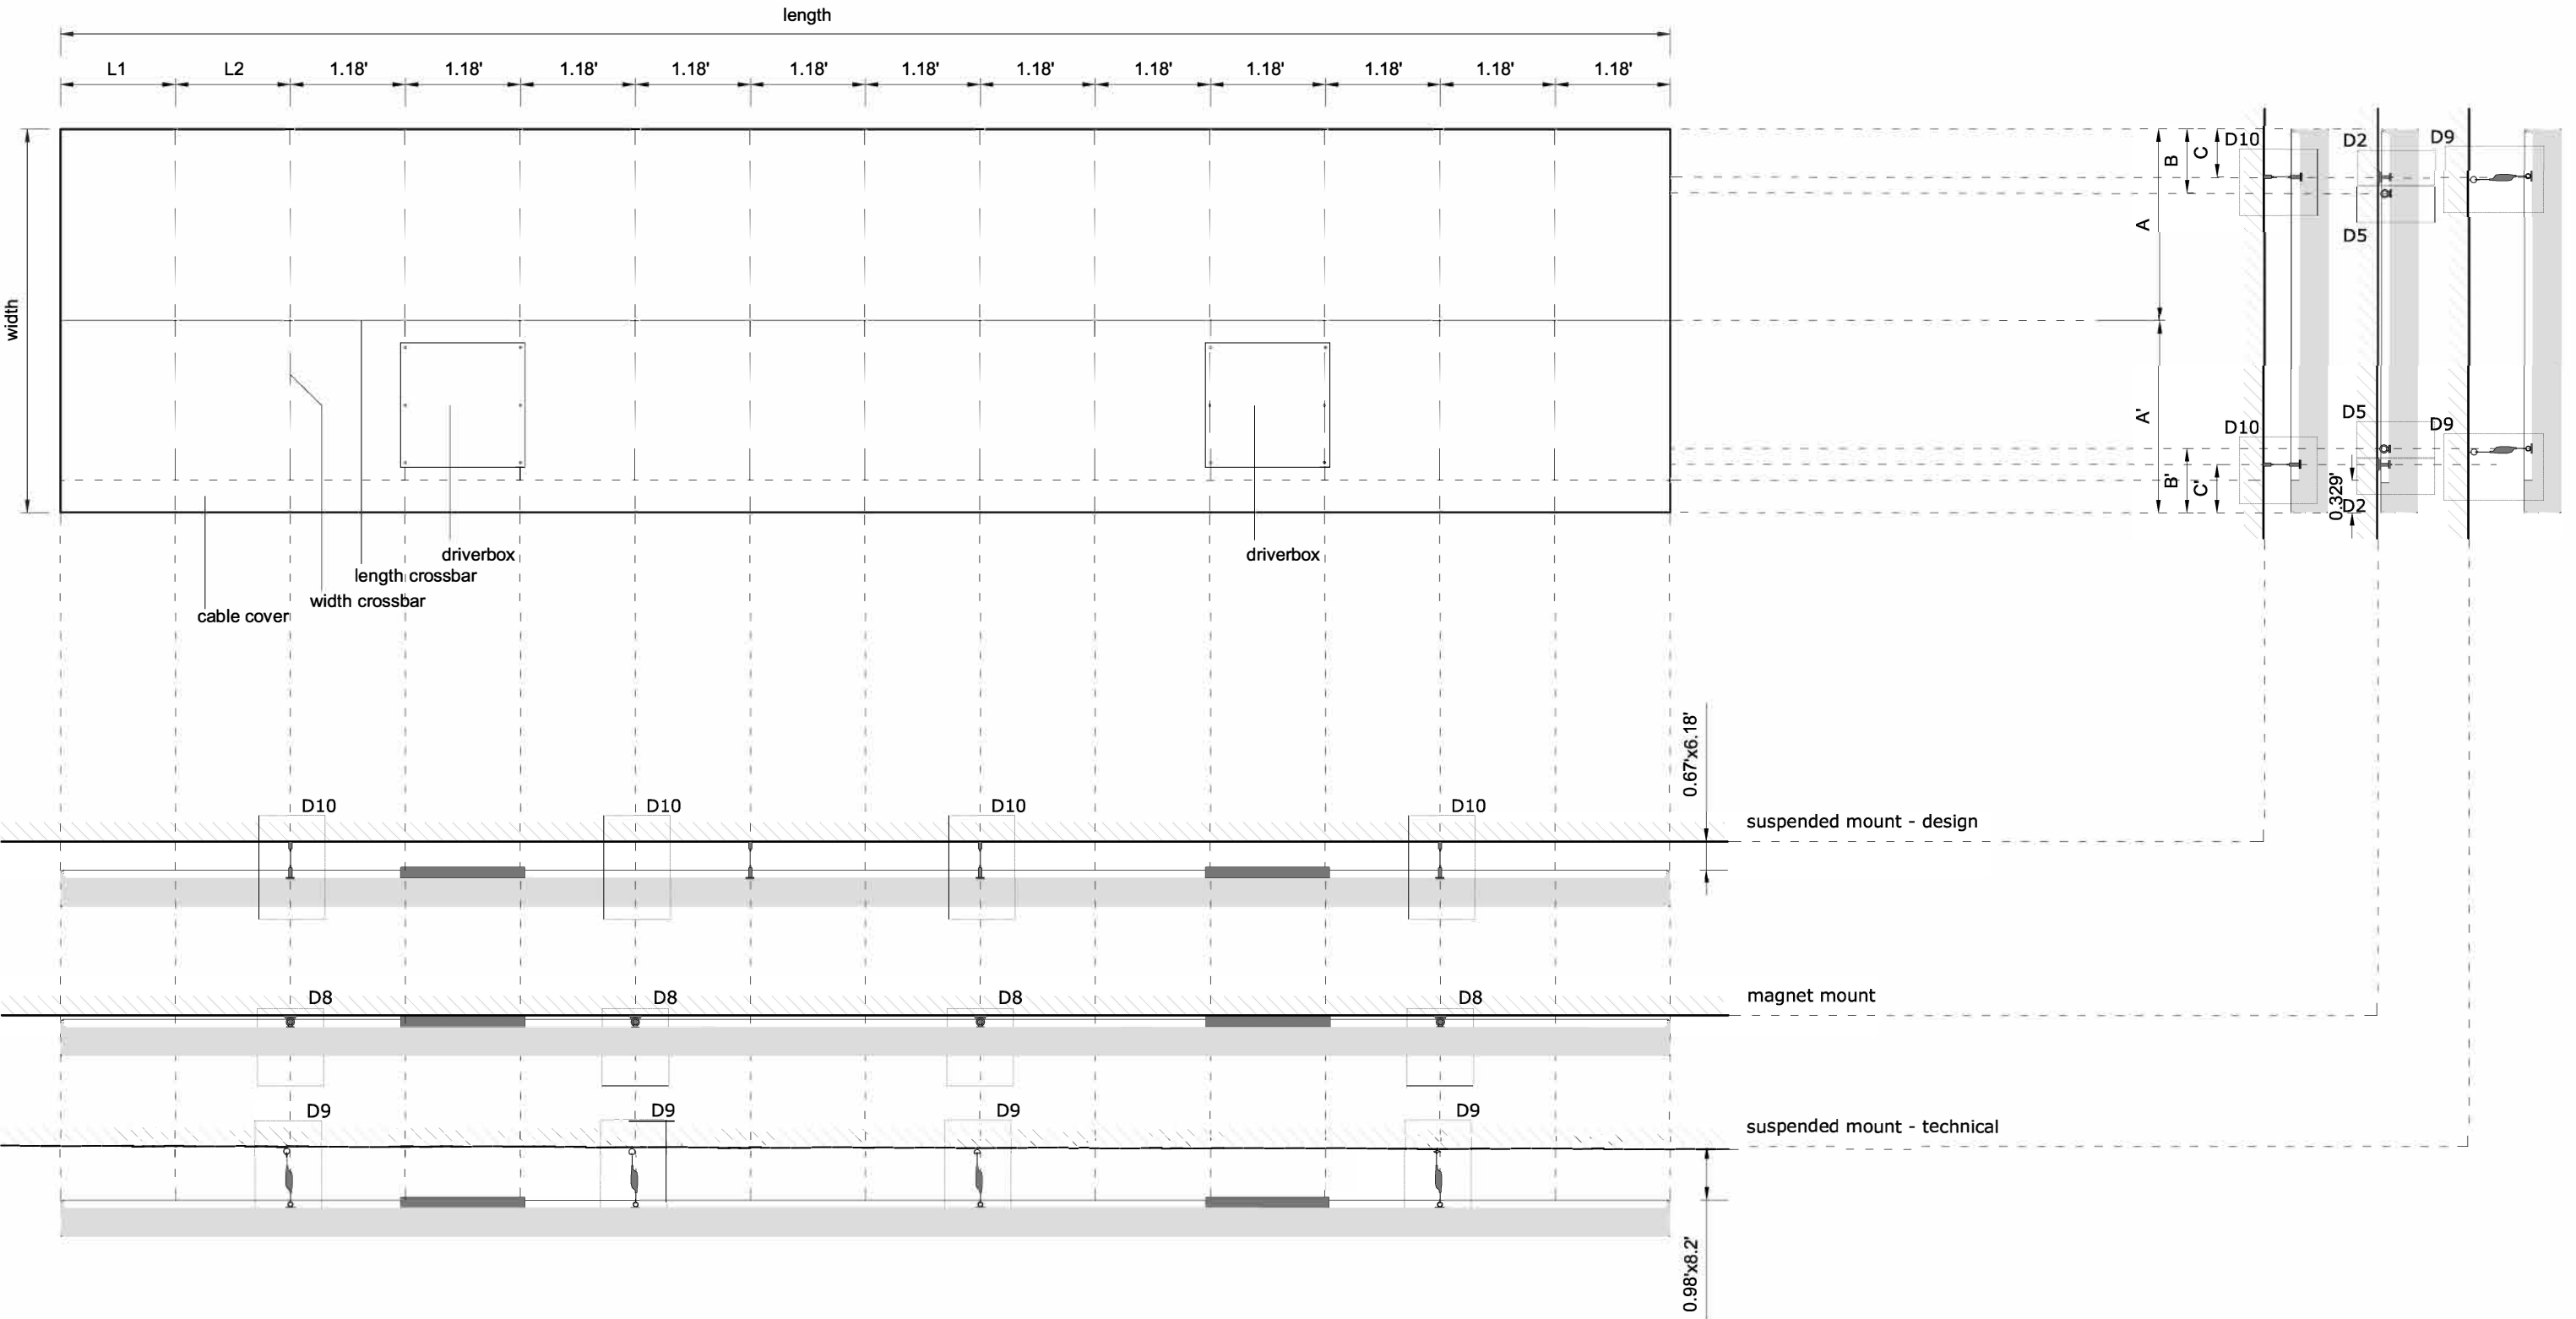 length
L1 L2 1.18' 1.18' 1.18' 1.18' 1.18' 1.18' 1.18' 1.18' 1.18' 1.18' 1.18' 1.18'
width
D10 D2 D9
B C
A
D5
A'
D5
D10 D9
B' C'
0.329'
D2
driverbox driverbox
length crossbar
width crossbar
cable cover
0.67'x6.18'
D10 D10 D10 D10
suspended mount - design
D8 D8 D8 D8
magnet mount
D9 D9 D9 D9
suspended mount - technical
0.98'x8.2'